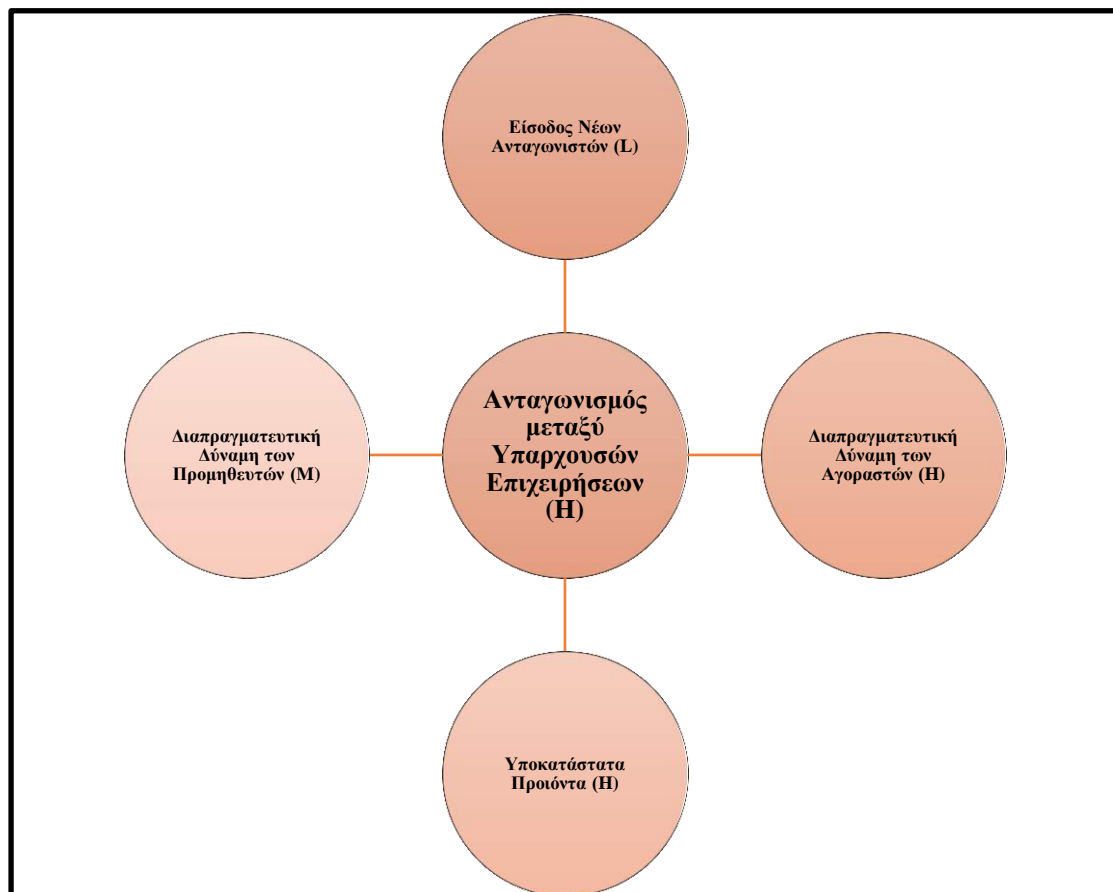 Είσοδος Νέων
Ανταγωνιστών (L)
Διαπραγματευτική
Δύναμη των
Προμηθευτών (M)
Ανταγωνισμός
μεταξύ
Υπαρχουσών
Επιχειρήσεων
(H)
Διαπραγματευτική
Δύναμη των
Αγοραστών (H)
Υποκατάστατα
Προιόντα (H)